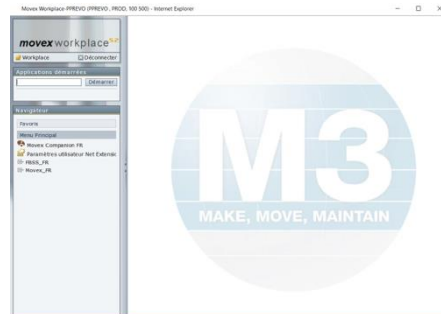 Movex Workplace-PPREVO (PPREVO , PROD, 100 500) - Internet Explorer
movex workplace
Workplace Déconnecter
Applications démarrées
Démarrer
Navigateur
Favoris
Menu Principal
Movex Companion FR
Paramètres utilisateur Net Extensi
Movex_FR
M3
MAKE, MOVE, MAINTAIN